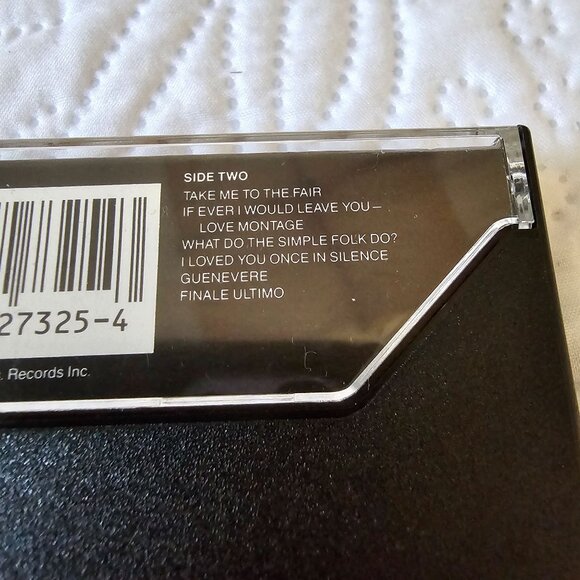 SIDE TWO
TAKE ME TO THE FAIR
IF EVER I WOULD LEAVE YOU—
LOVE MONTAGE
WHAT DO THE SIMPLE FOLK DO?
I LOVED YOU ONCE IN SILENCE
GUENEVERE
FINALE ULTIMO
27325-4
. Records Inc.